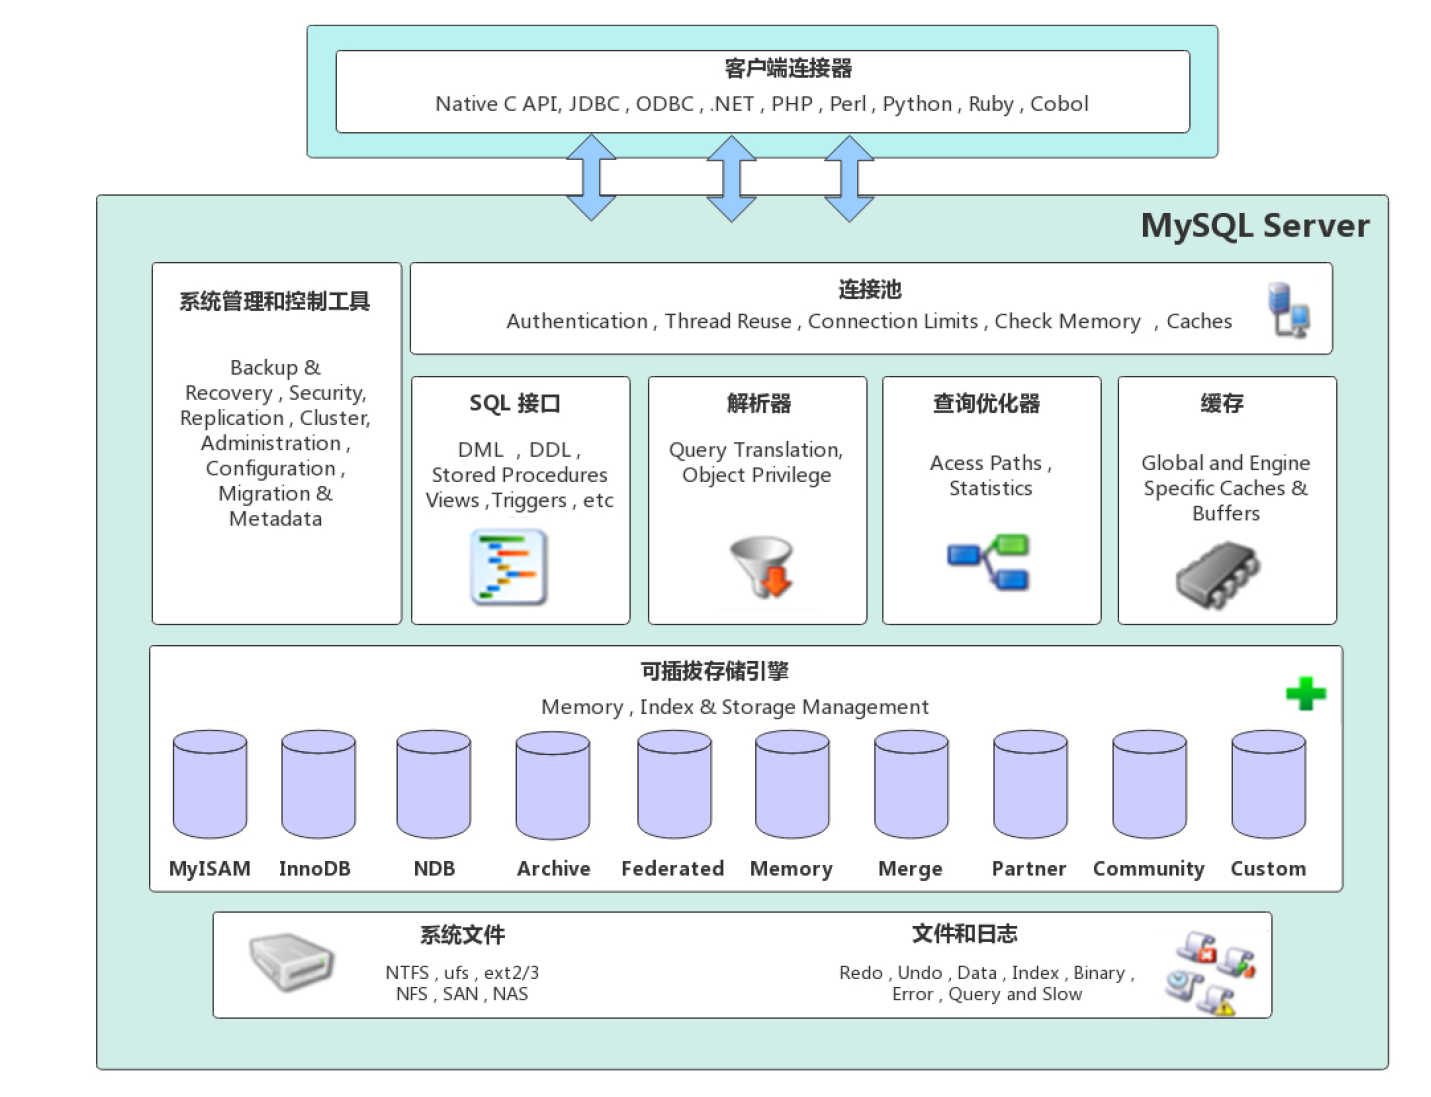 客户端连接器
Native C API, JDBC , ODBC , .NET , PHP , Perl , Python , Ruby , Cobol
MySQL Server
系统管理和控制工具
Backup &
Recovery , Security,
Replication , Cluster,
Administration ,
Configuration ,
Migration &
Metadata
连接池
Authentication , Thread Reuse , Connection Limits , Check Memory , Caches
SQL 接口
DML , DDL ,
Stored Procedures
Views ,Triggers , etc
解析器
Query Translation,
Object Privilege
查询优化器
Acess Paths ,
Statistics
缓存
Global and Engine
Specific Caches &
Buffers
可插拔存储引擎
Memory , Index & Storage Management
MyISAM InnoDB NDB Archive Federated Memory Merge Partner Community Custom
系统文件
NTFS , ufs , ext2/3
NFS , SAN , NAS
文件和日志
Redo , Undo , Data , Index , Binary ,
Error , Query and Slow